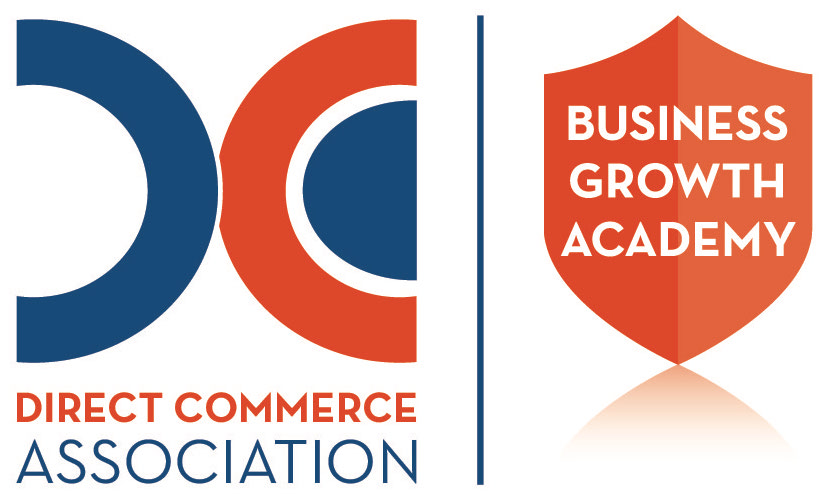 DIRECT COMMERCE
ASSOCIATION
BUSINESS
GROWTH
ACADEMY